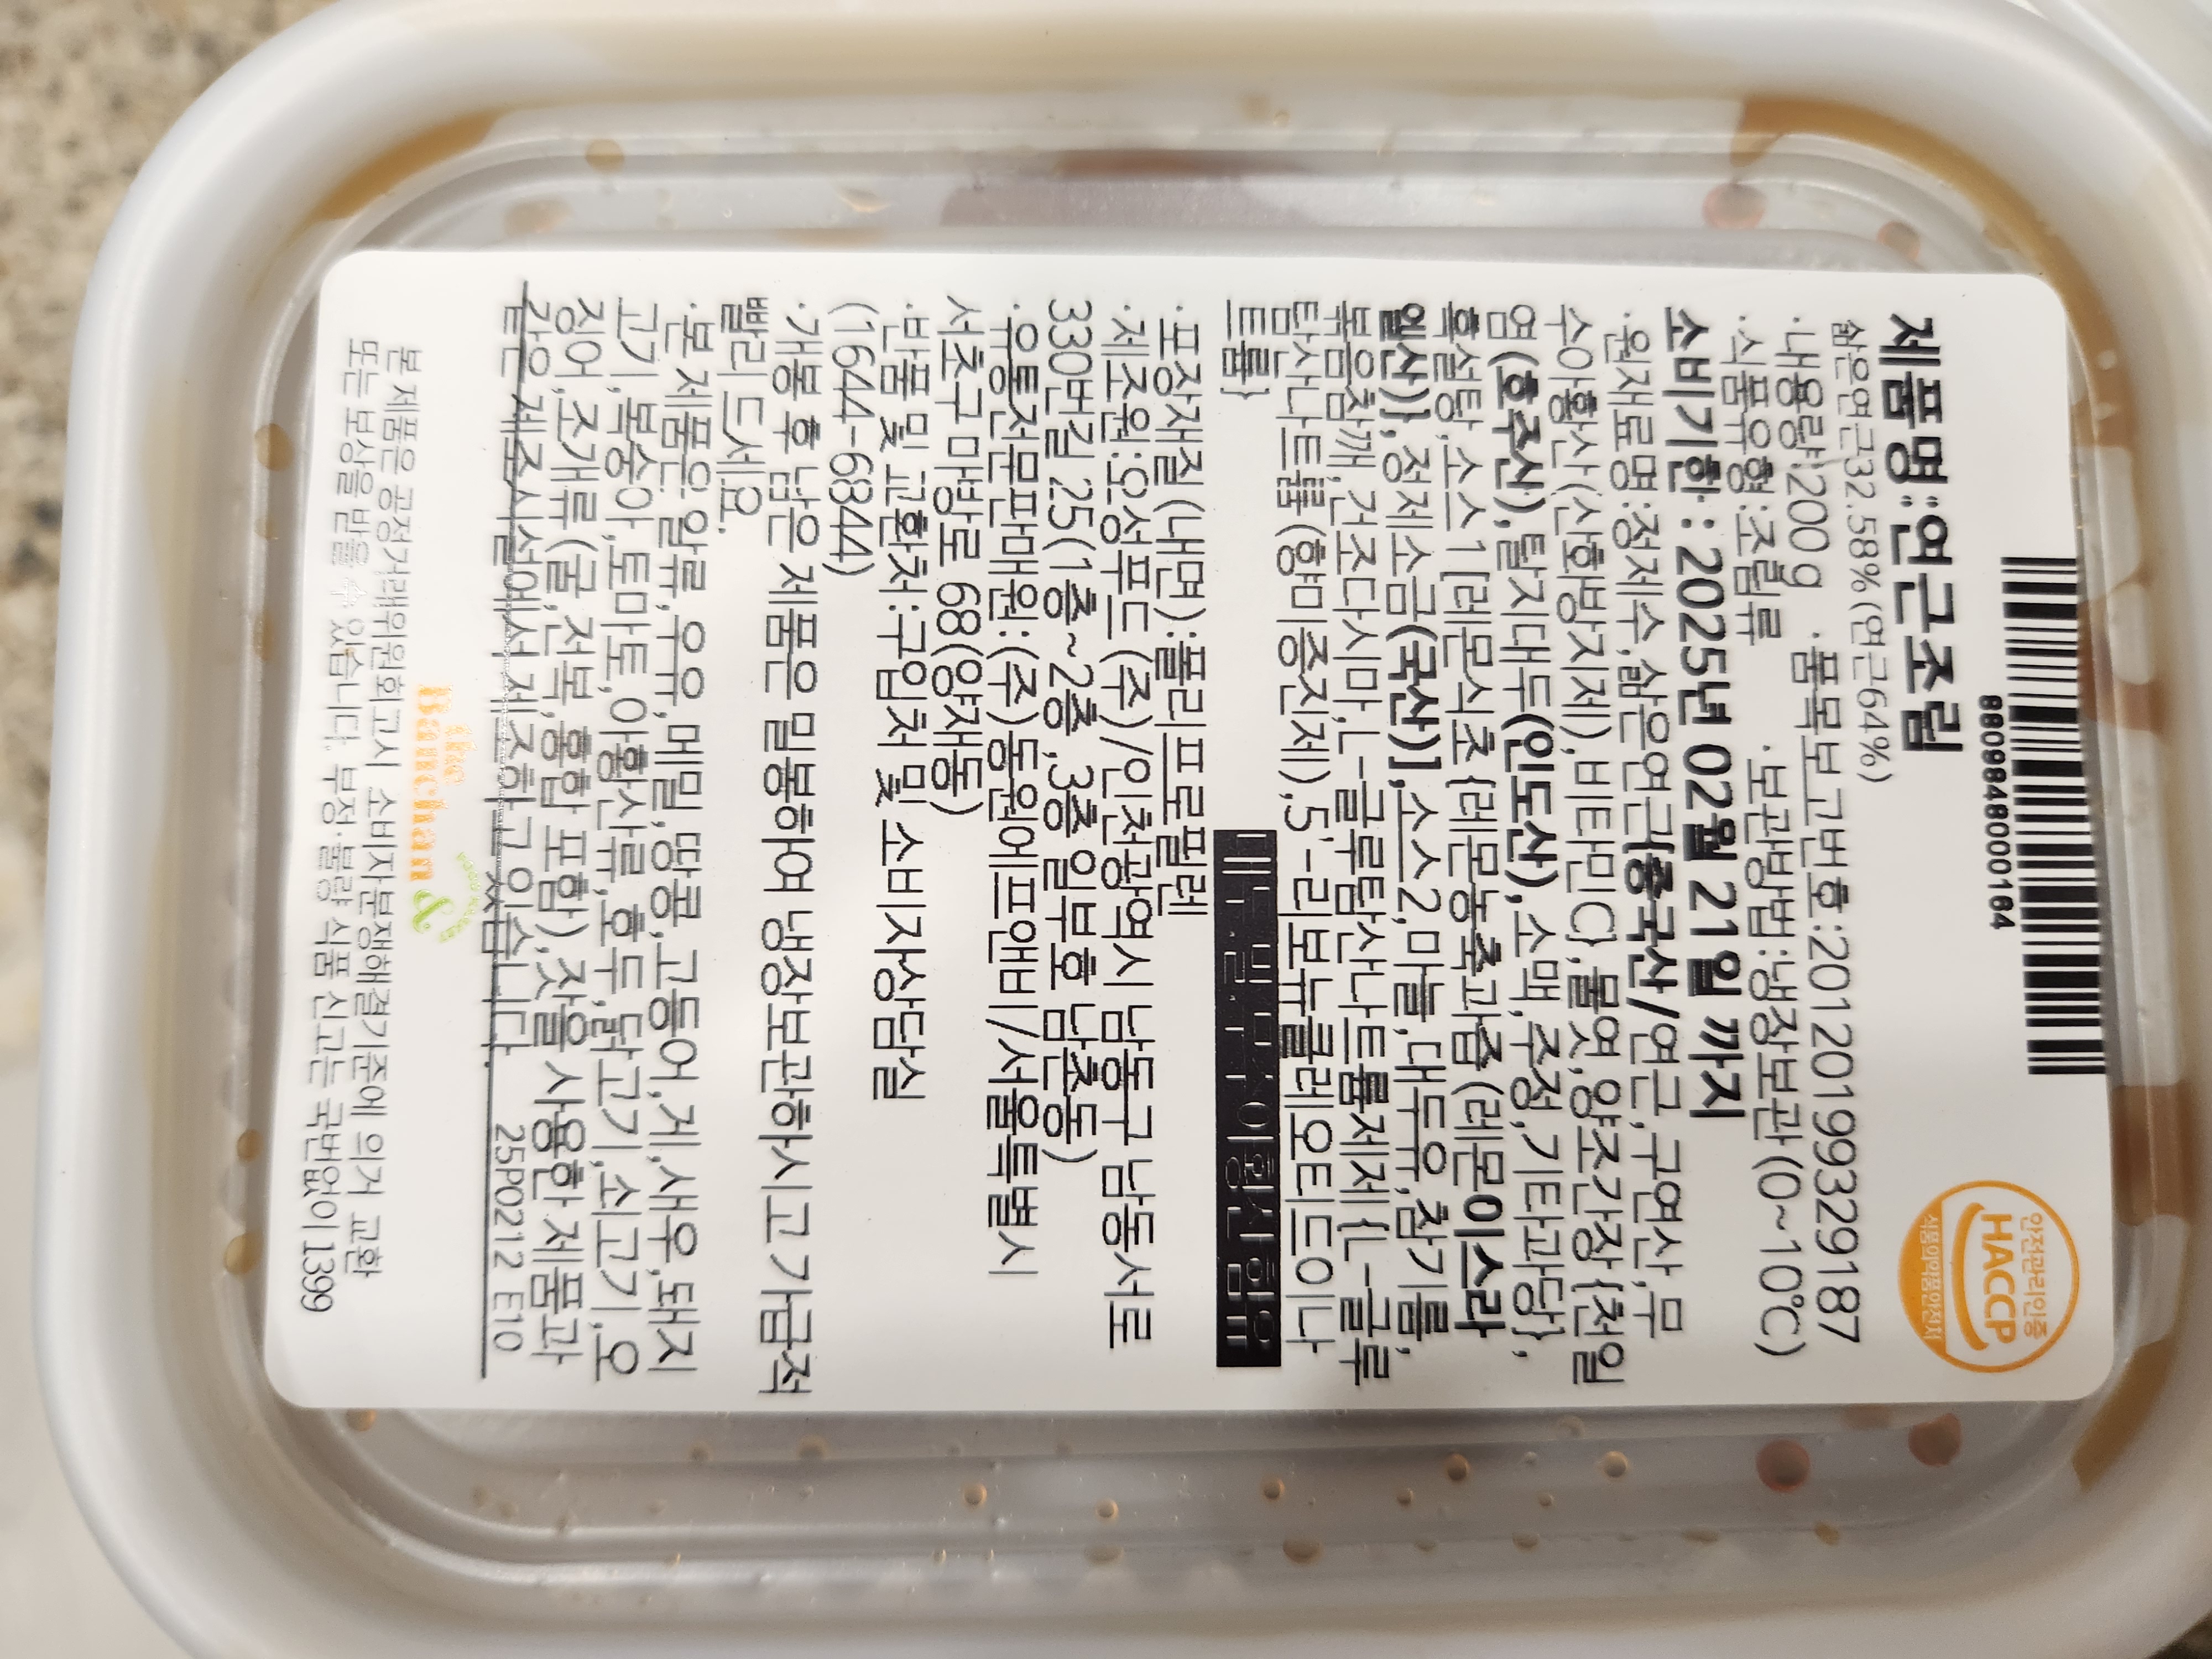 8809848000184
제품명:연근조림
삶은연근32.58%(연근64%)
·내용량:200 g ·품목보고번호:20120199329187
·식품유형:조림류 ·보관방법:냉장보관(0~10℃)
소비기한 : 2025년 02월 21일 까지
·원재료명:정제수,삶은연근{중국산/연근,구연산,무
수아황산(산화방지제),비타민C},물엿,양조간장{천일
염(호주산),탈지대두(인도산),소맥,주정,기타과당},
흑설탕,소스1[레몬식초{레몬농축과즙(레몬이스라
엘산)},정제소금(국산)],소스2,마늘,대두유,참기름,
볶음참깨,건조다시마,L-글루탐산나트륨제제{L-글루
탐산나트륨(향미증진제),5'-리보뉴클레오티드이나
트륨}
대두,밀,무수아황산 함유
·포장재질(내면):폴리프로필렌
·제조원:오성푸드(주)/인천광역시 남동구 남동서로
330번길 25(1층~2층,3층 일부호 남촌동)
·유통전문판매원:(주)동원에프앤비/서울특별시
서초구 마방로 68(양재동)
·반품 및 교환처:구입처 및 소비자상담실
(1644-6844)
·개봉 후 남은 제품은 밀봉하여 냉장보관하시고 가급적
빨리 드세요.
·본 제품은 알류,우유,메밀,땅콩,고등어,게,새우,돼지
고기,복숭아,토마토,아황산류,호두,닭고기,쇠고기,오
징어,조개류(굴,전복,홍합 포함),잣을 사용한 제품과
같은 제조시설에서 제조하고 있습니다.
25P0212 E10
안전관리인증
HACCP
식품의약품안전처
the
Banchan &
본 제품은 공정거래위원회고시 소비자분쟁해결기준에 의거 교환
또는 보상을 받을 수 있습니다. 부정·불량 식품 신고는 국번없이 1399